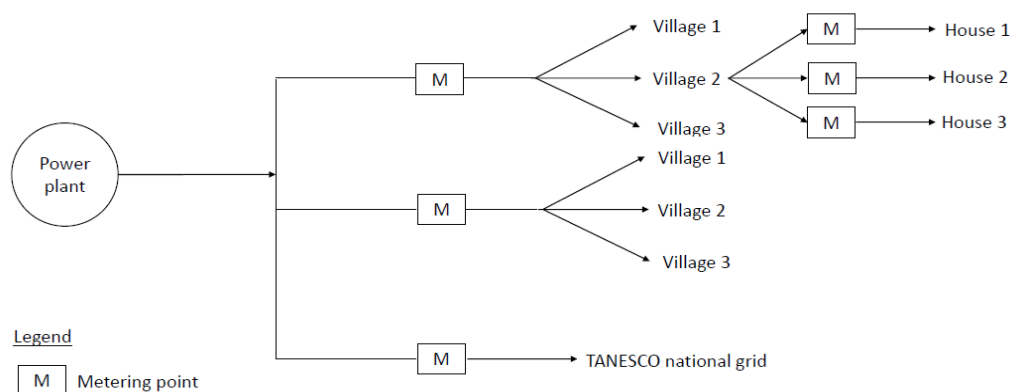 Village 1
M
House 1
M
Village 2
M
House 2
M
House 3
Village 3
Power
plant
Village 1
M
Village 2
Village 3
Legend
M
TANESCO national grid
M
Metering point